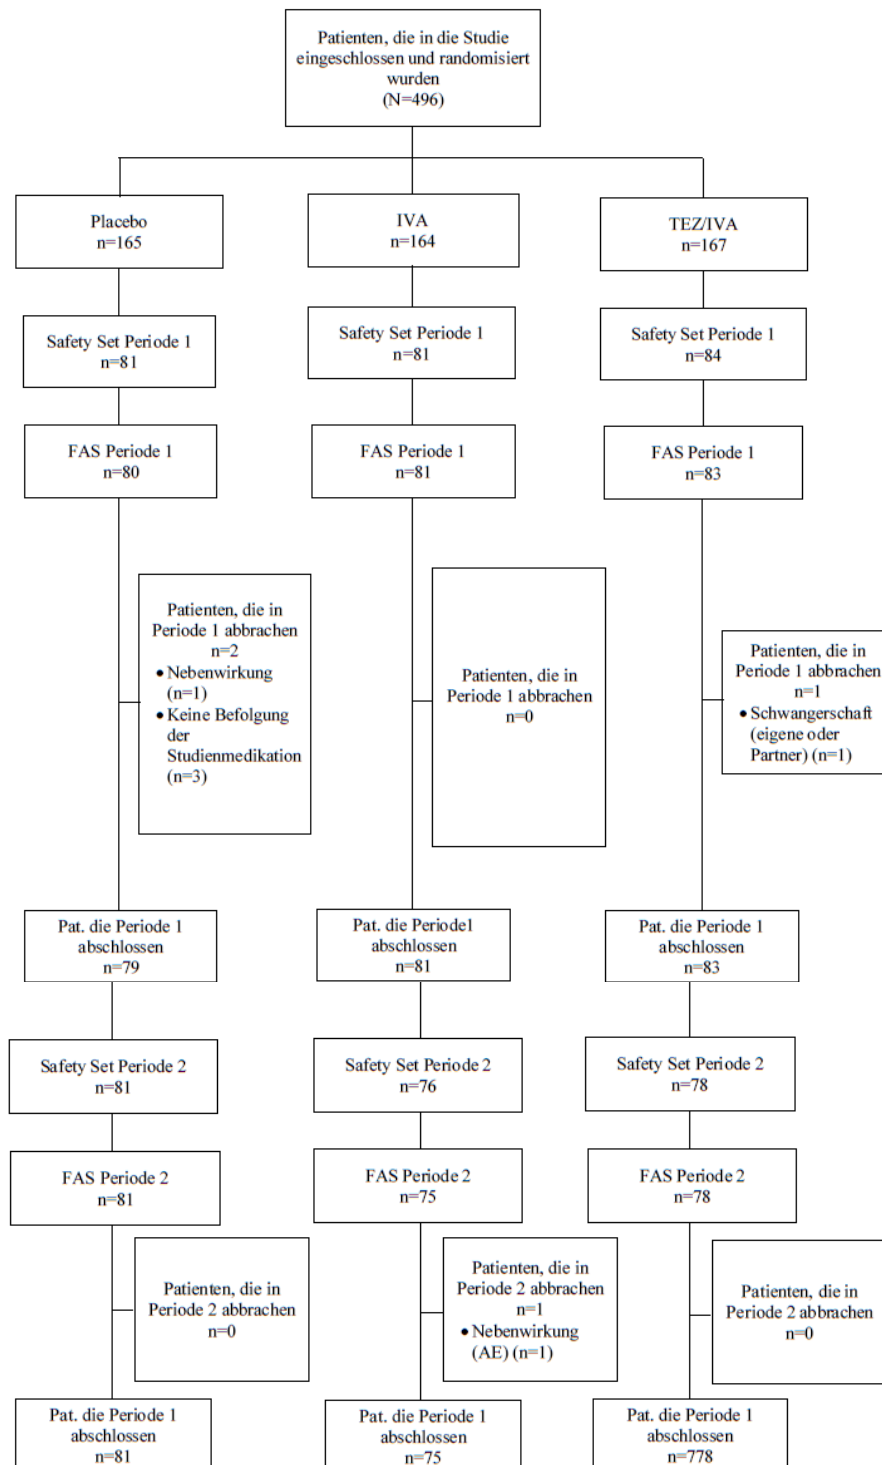 Patienten, die in die Studie
eingeschlossen und randomisiert
wurden
(N=496)
Placebo
n=165
IVA
n=164
TEZ/IVA
n=167
Safety Set Periode 1
n=81
Safety Set Periode 1
n=81
Safety Set Periode 1
n=84
FAS Periode 1
n=80
FAS Periode 1
n=81
FAS Periode 1
n=83
Patienten, die in
Periode 1 abbrachen
n=2
• Nebenwirkung
(n=1)
• Keine Befolgung
der
Studienmedikation
(n=3)
Patienten, die in
Periode 1 abbrachen
n=0
Patienten, die in
Periode 1 abbrachen
n=1
• Schwangerschaft
(eigene oder
Partner) (n=1)
Pat. die Periode 1
abschlossen
n=79
Pat. die Periode1
abschlossen
n=81
Pat. die Periode 1
abschlossen
n=83
Safety Set Periode 2
n=81
Safety Set Periode 2
n=76
Safety Set Periode 2
n=78
FAS Periode 2
n=81
FAS Periode 2
n=75
FAS Periode 2
n=78
Patienten, die in
Periode 2 abbrachen
n=0
Patienten, die in
Periode 2 abbrachen
n=1
• Nebenwirkung
(AE) (n=1)
Patienten, die in
Periode 2 abbrachen
n=0
Pat. die Periode 1
abschlossen
n=81
Pat. die Periode 1
abschlossen
n=75
Pat. die Periode 1
abschlossen
n=778